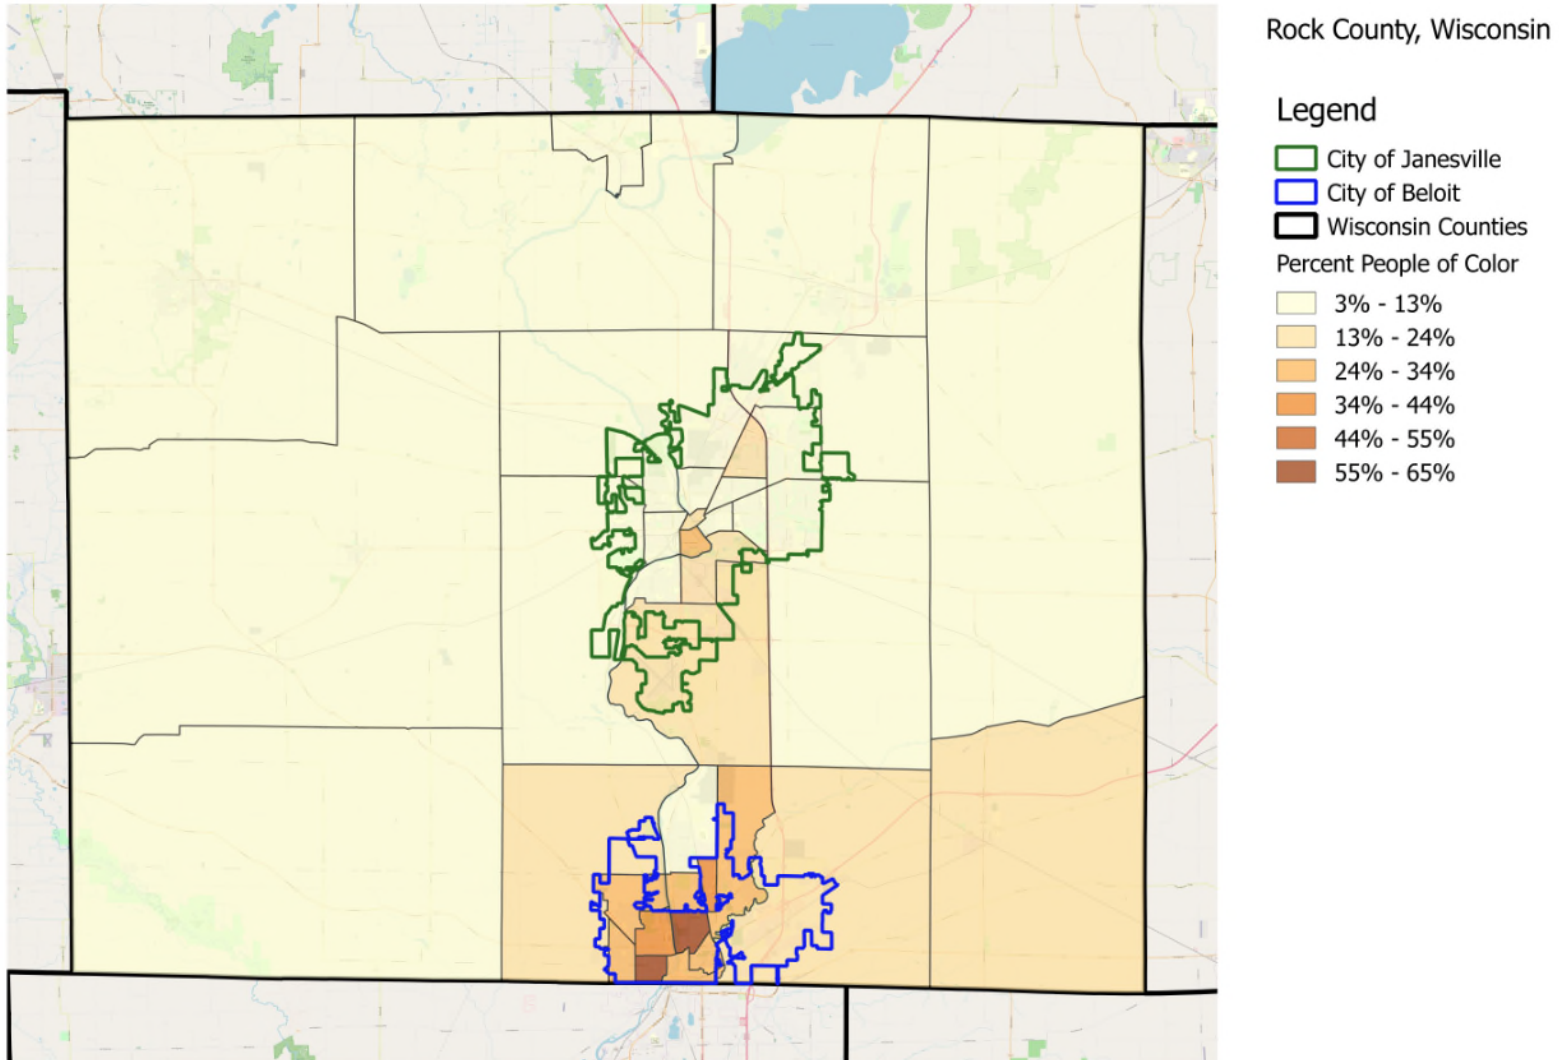 Rock County, Wisconsin
Legend
City of Janesville
City of Beloit
Wisconsin Counties
Percent People of Color
3% - 13%
13% - 24%
24% - 34%
34% - 44%
44% - 55%
55% - 65%